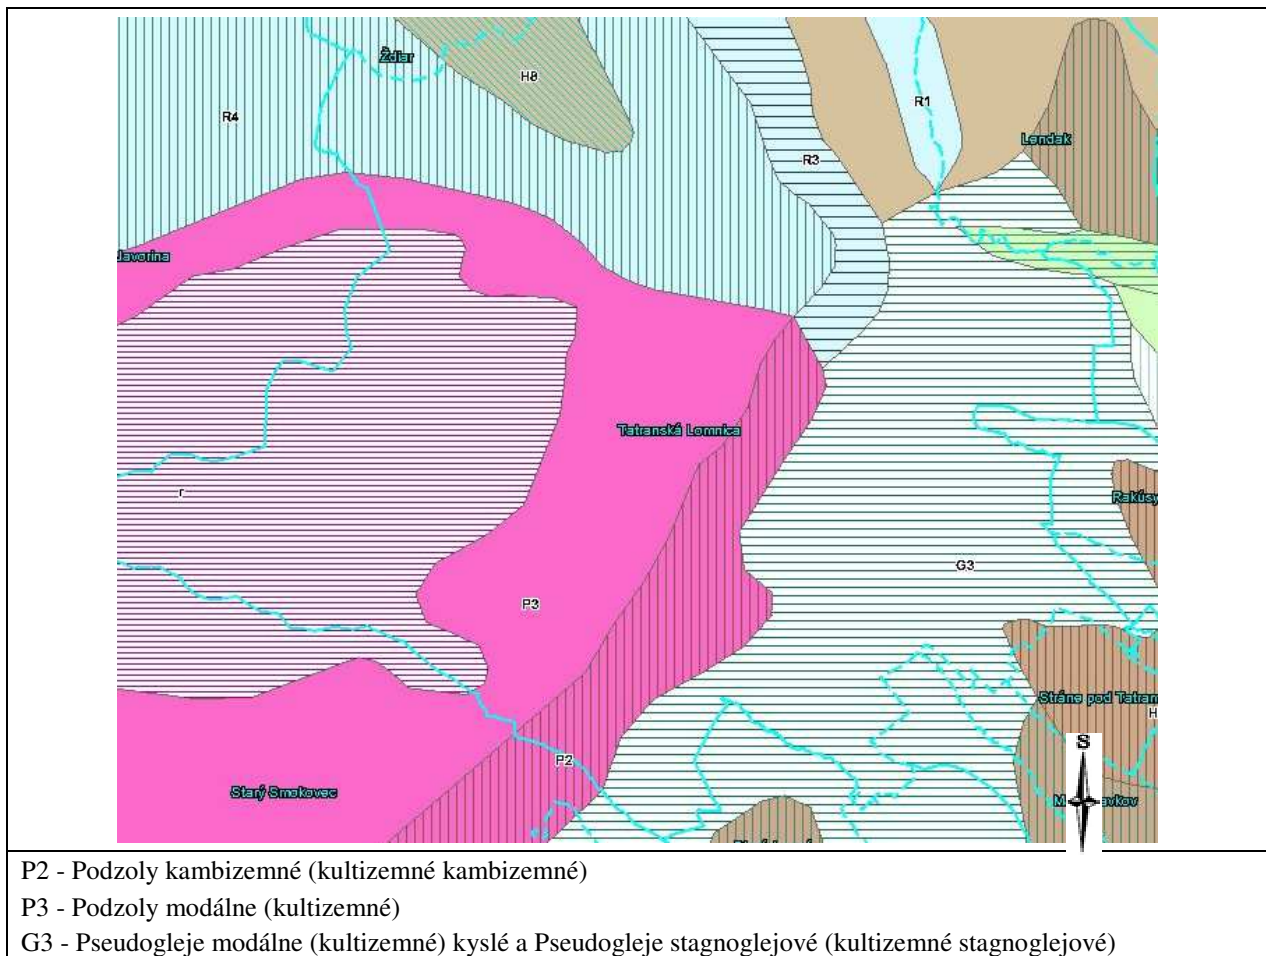 Ždiar
H8
R4
R1
R3
Lendak
Javorina
Tatranská Lomnica
r
Rakúsy
G3
P3
Stráne pod Tatram
H
S
P2
Starý Smokovec
P2 - Podzoly kambizemné (kultizemné kambizemné)
P3 - Podzoly modálne (kultizemné)
G3 - Pseudogleje modálne (kultizemné) kyslé a Pseudogleje stagnoglejové (kultizemné stagnoglejové)